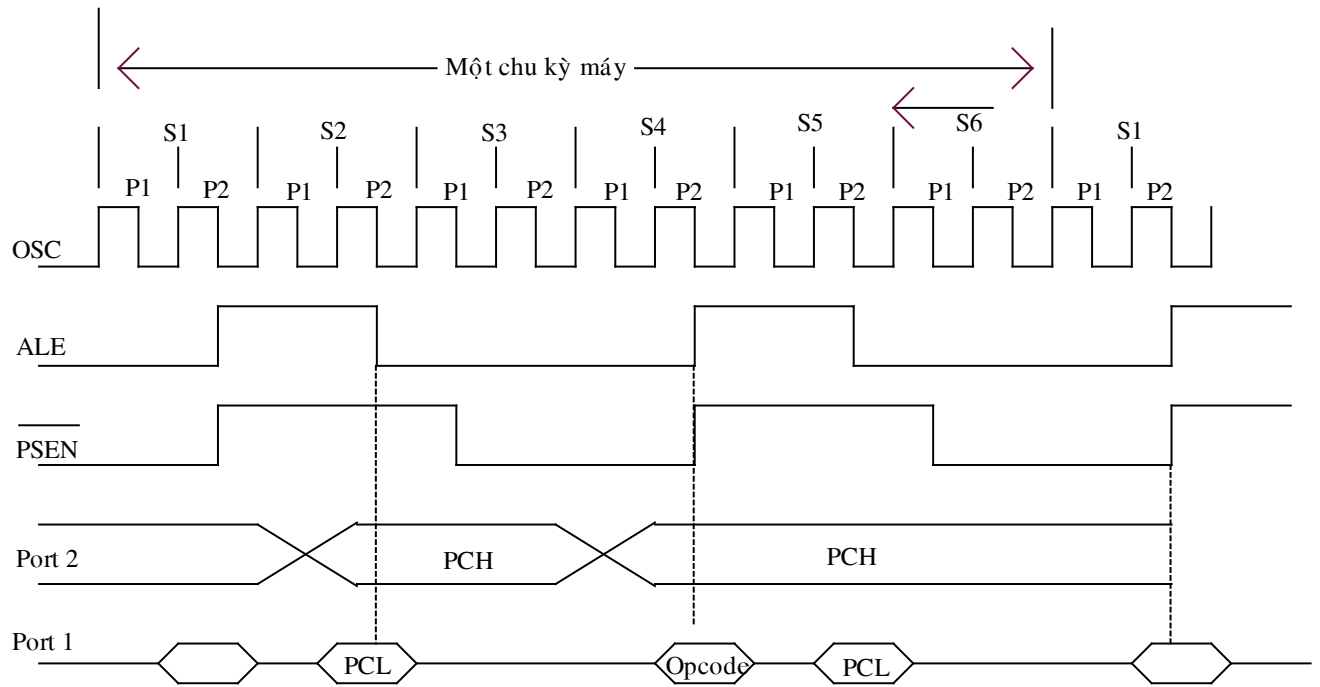 Một chu kỳ máy
S1 S2 S3 S4 S5 S6 S1
P1 P2 P1 P2 P1 P2 P1 P2 P1 P2 P1 P2 P1 P2
OSC
ALE
PSEN
Port 2 PCH PCH
Port 1 PCL Opcode PCL